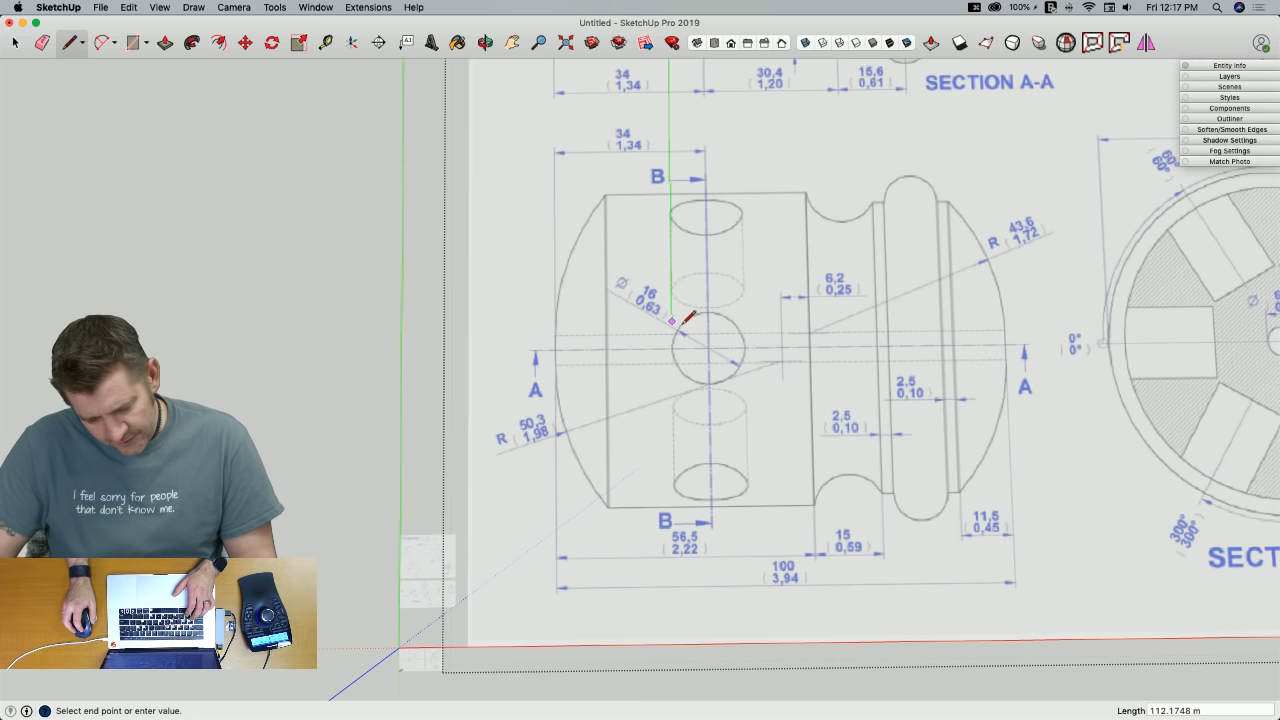 SketchUp File Edit View Draw Camera Tools Window Extensions Help
100% Fri 12:17 PM
Untitled - SketchUp Pro 2019
Entity Info
Layers
Scenes
Styles
Components
Outliner
Soften/Smooth Edges
Shadow Settings
Fog Settings
Match Photo
34
( 1,34 )
30,4
( 1,20 )
15,6
( 0,61 )
SECTION A-A
34
( 1,34 )
B
60°
60°
R 43,6
( 1,72 )
6,2
( 0,25 )
Ø 16
( 0,63 )
Ø
0°
( 0° )
A
A
2,5
( 0,10 )
2,5
( 0,10 )
R 50,3
( 1,98 )
B
56,5
( 2,22 )
15
( 0,59 )
11,5
( 0,45 )
300°
( 300° )
100
( 3,94 )
SECT
I feel sorry for people
that don't know me.
Select end point or enter value.
Length 112.1748 m